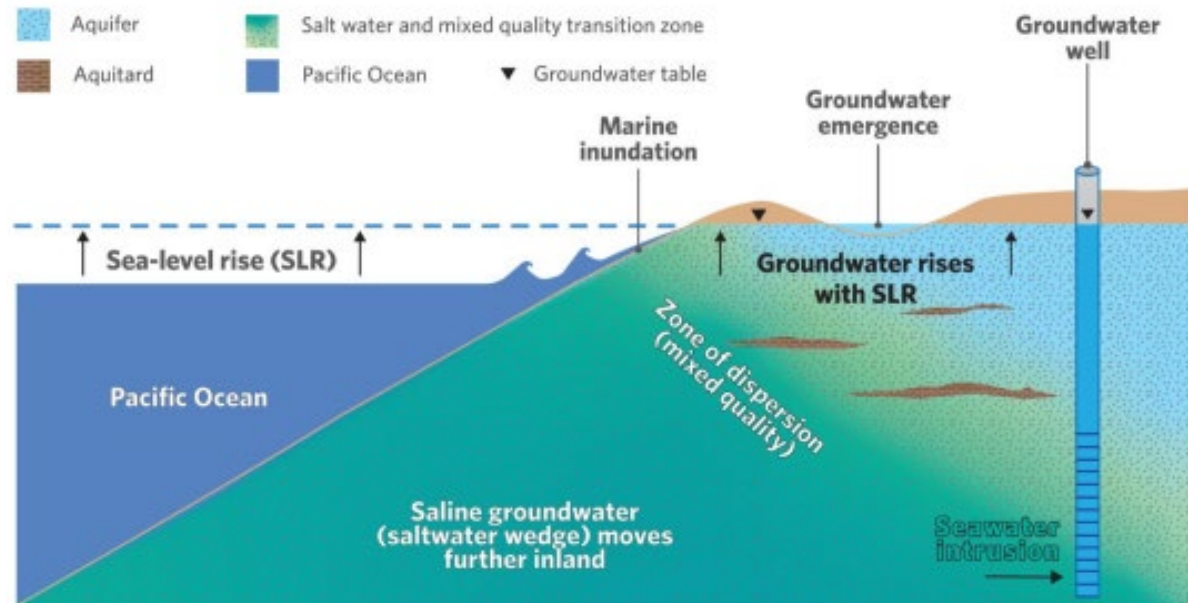 Aquifer
Salt water and mixed quality transition zone
Aquitard
Pacific Ocean
Groundwater table
Groundwater
well
Groundwater
emergence
Marine
inundation
Sea-level rise (SLR)
Groundwater rises
with SLR
Zone of dispersion
(mixed quality)
Pacific Ocean
Saline groundwater
(saltwater wedge) moves
further inland
Seawater
intrusion